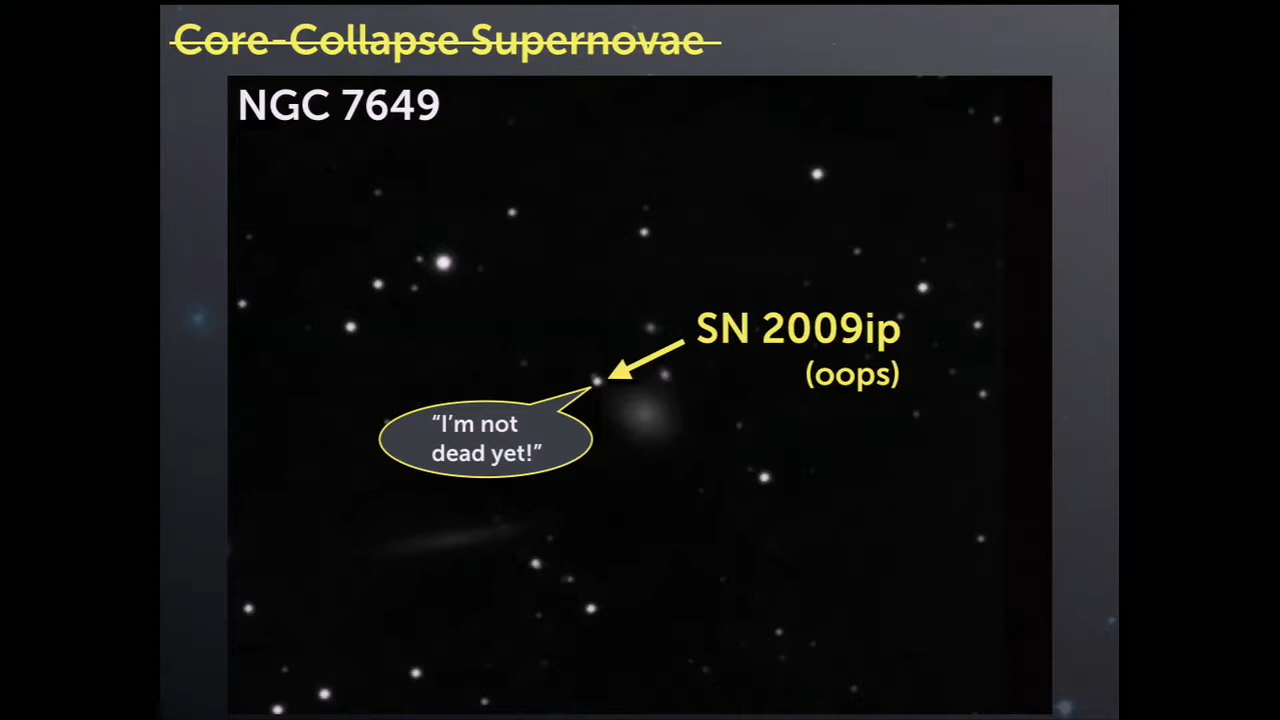 Core-Collapse Supernovae
NGC 7649
SN 2009ip
(oops)
“I’m not
dead yet!”